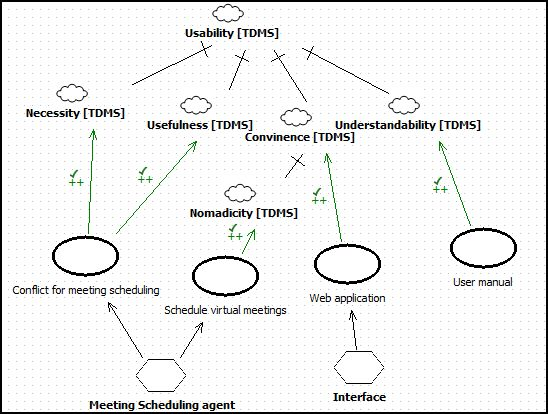 Usability [TDMS]
Necessity [TDMS]
Usefulness [TDMS]
Convinence [TDMS]
Understandability [TDMS]
++
++
++
++
Nomadicity [TDMS]
++
Conflict for meeting scheduling
Schedule virtual meetings
Web application
User manual
Meeting Scheduling agent
Interface